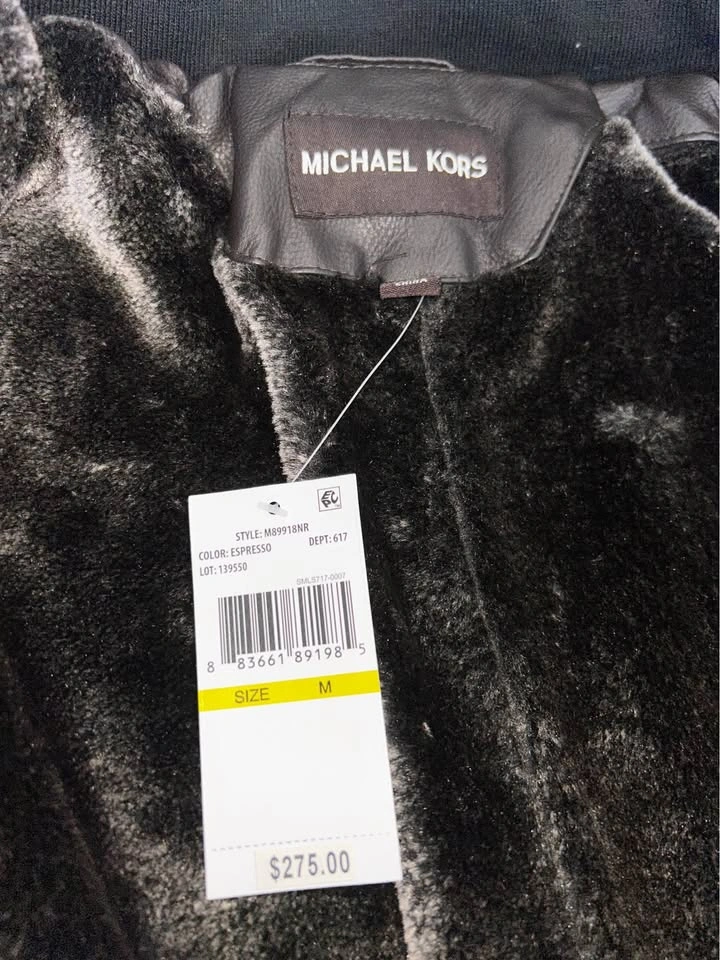 MICHAEL KORS
STYLE: M89918NR
COLOR: ESPRESSO DEPT: 617
LOT: 139550
SMLS717-0007
8 83661 89198 5
SIZE M
$275.00